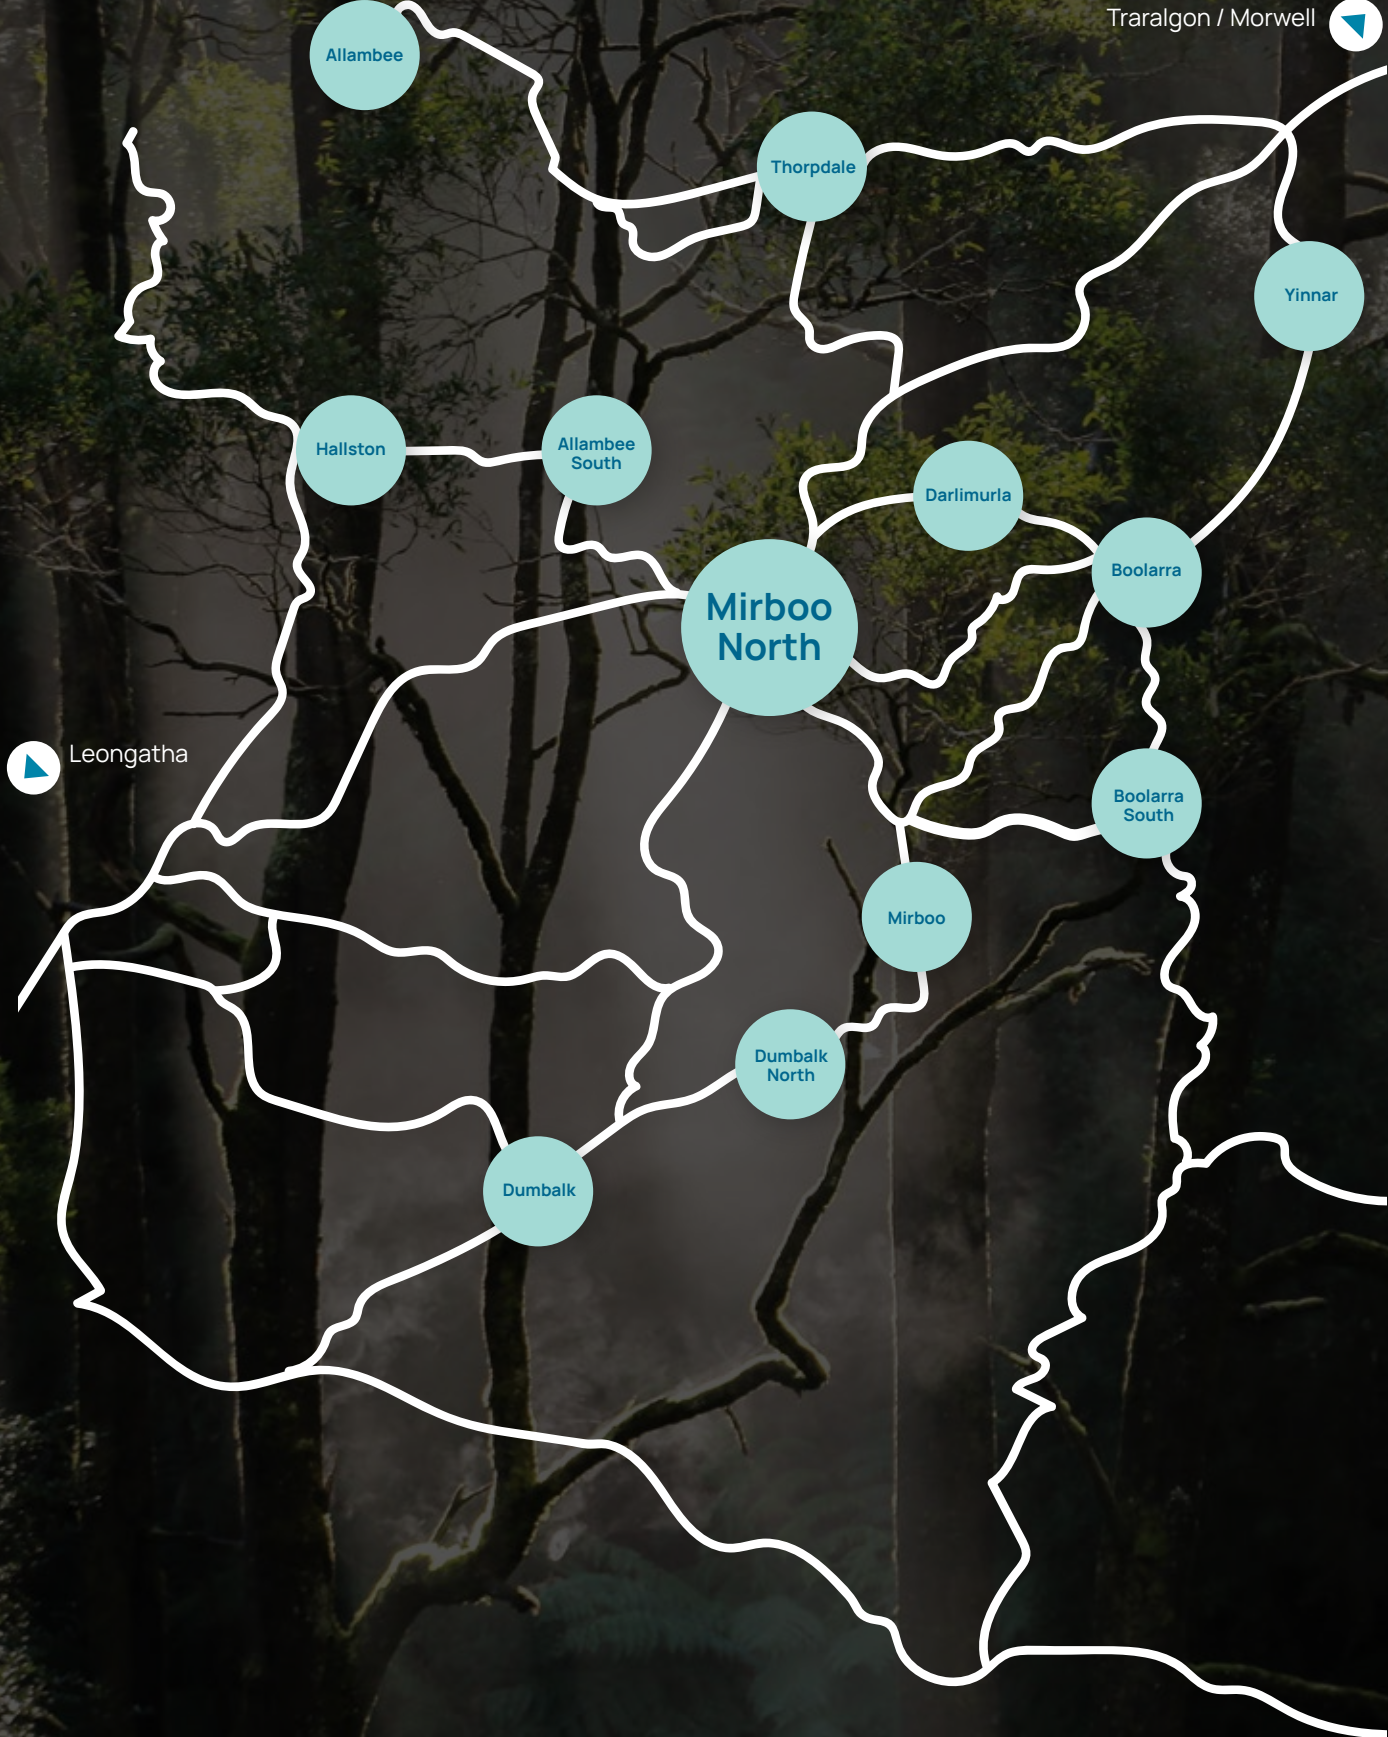 Traralgon / Morwell
Allambee
Thorpdale
Yinnar
Hallston
Allambee
South
Darlimurla
Boolarra
Mirboo
North
Leongatha
Boolarra
South
Mirboo
Dumbalk
North
Dumbalk